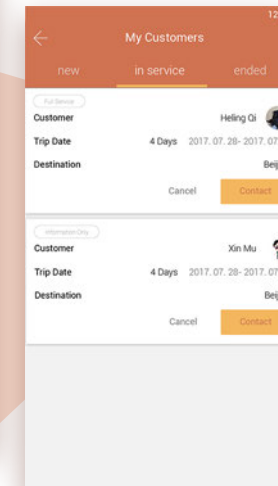 12
My Customers
new in service ended
Full Service
Customer Heling Qi
Trip Date 4 Days 2017. 07. 28- 2017. 07
Destination Beij
Cancel Contact
Information Only
Customer Xin Mu
Trip Date 4 Days 2017. 07. 28- 2017. 07
Destination Beij
Cancel Contact